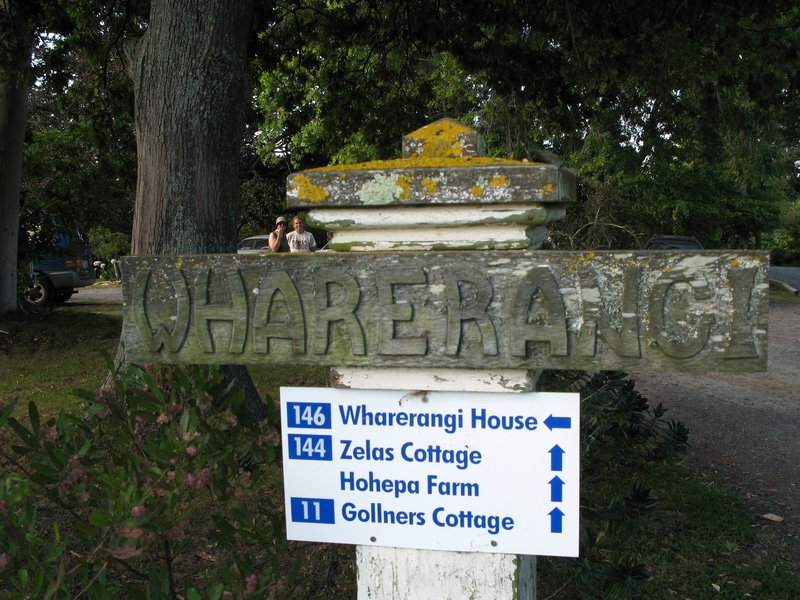 WHARERANGI
146 Wharerangi House
144 Zelas Cottage
Hohepa Farm
11 Gollners Cottage